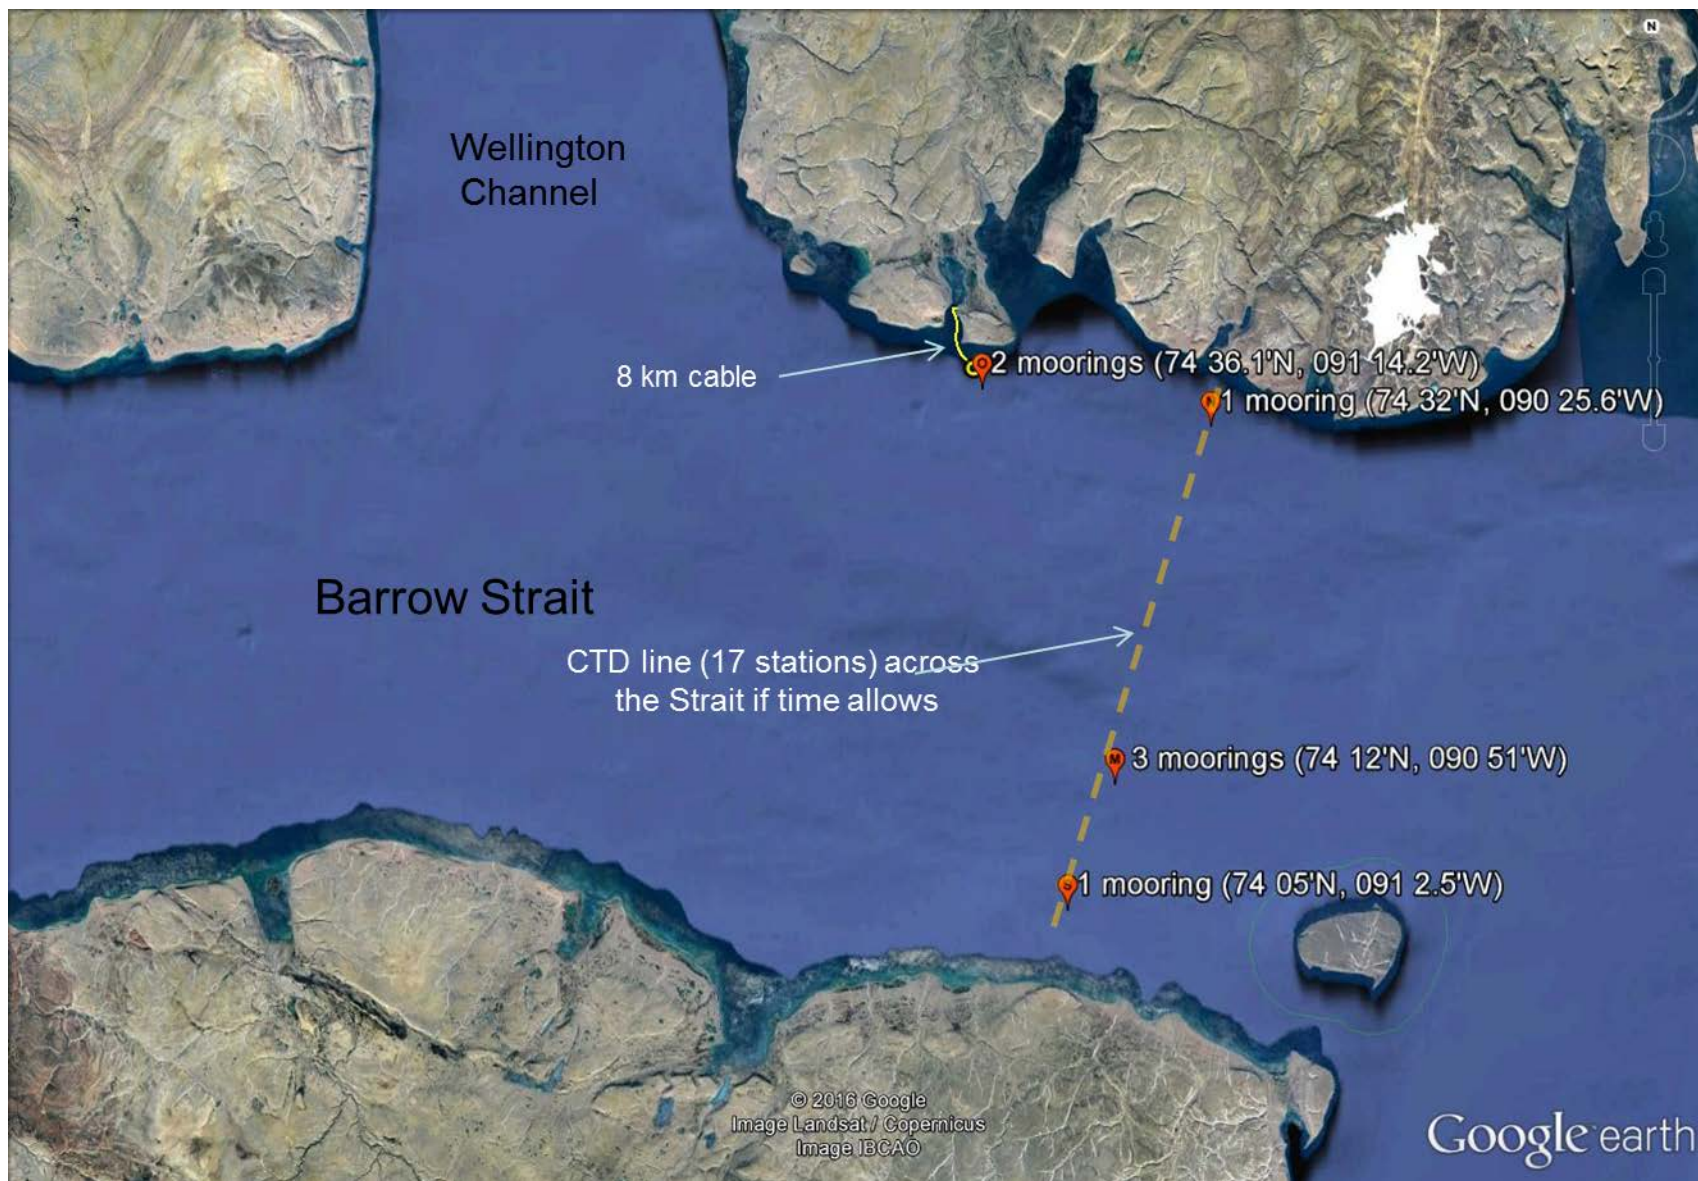 N
Wellington
Channel
8 km cable
2 moorings (74 36.1'N, 091 14.2'W)
1 mooring (74 32'N, 090 25.6'W)
Barrow Strait
CTD line (17 stations) across
the Strait if time allows
M
3 moorings (74 12'N, 090 51'W)
1 mooring (74 05'N, 091 2.5'W)
© 2016 Google
Image Landsat / Copernicus
Image IBCAO
Google earth